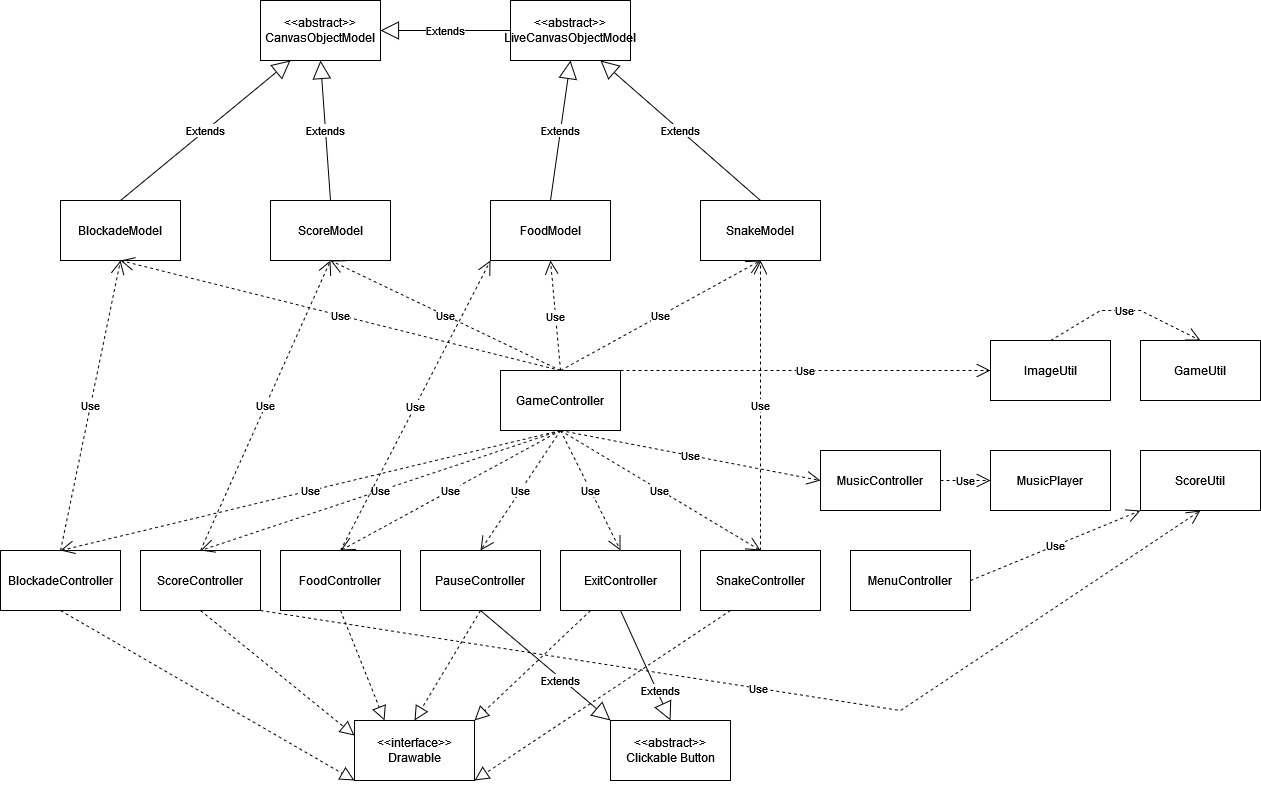 <<abstract>>
CanvasObjectModel
Extends
<<abstract>>
LiveCanvasObjectModel
Extends
Extends
Extends
Extends
BlockadeModel
ScoreModel
FoodModel
SnakeModel
Use
Use
Use
Use
Use
ImageUtil
GameUtil
Use
GameController
Use
Use
Use
Use
Use
MusicController
Use
MusicPlayer
ScoreUtil
Use
Use
Use
Use
Use
Use
Use
BlockadeController
ScoreController
FoodController
PauseController
ExitController
SnakeController
MenuController
Extends
Extends
Use
<<interface>>
Drawable
<<abstract>>
Clickable Button